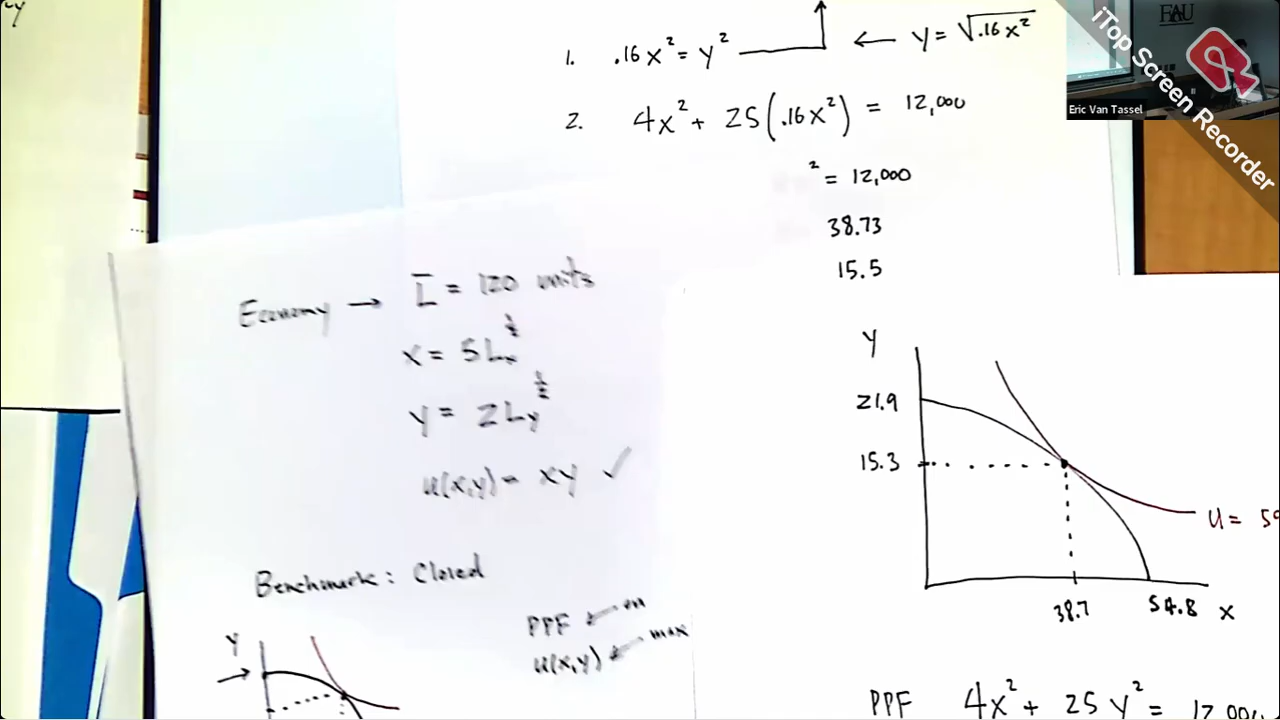 FAU
iTop Screen Recorder
Eric Van Tassel
1. .16x² = y² ← y = √.16x²
2. 4x² + 25(.16x²) = 12,000
² = 12,000
38.73
15.5
Economy → L̅ = 120 units
x = 5Lx^½
y = 2Ly^½
u(x,y) = xy ✓
Benchmark: Closed
PPF ← on
u(x,y) ← max
Y
Y
21.9
15.3
U = 59
38.7 54.8 X
PPF 4x² + 25y² = 12,000